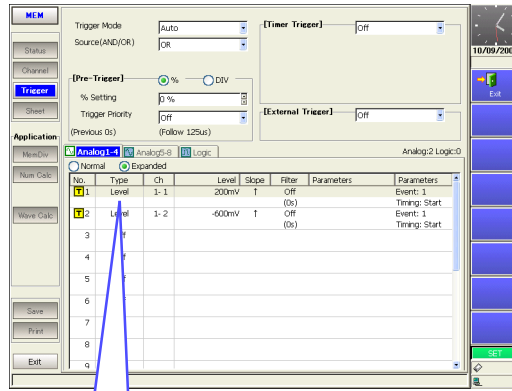 MEM
Status
Channel
Trigger
Sheet
Application
MemDiv
Num Calc
Wave Calc
Save
Print
Exit
Trigger Mode
Auto
Source(AND/OR)
OR
[Timer Trigger]
Off
[Pre-Trigger]
% DIV
% Setting
0 %
Trigger Priority
Off
(Previous 0s) (Follow 125us)
[External Trigger]
Off
Analog1-4 Analog5-8 Logic
Analog:2 Logic:0
Normal Expanded
No. Type Ch Level Slope Filter Parameters Parameters
T 1 Level 1- 1 200mV ↑ Off Event: 1
(0s) Timing: Start
T 2 Level 1- 2 -600mV ↑ Off Event: 1
(0s) Timing: Start
3
4
5
6
7
8
9
10/09/200
Exit
SET